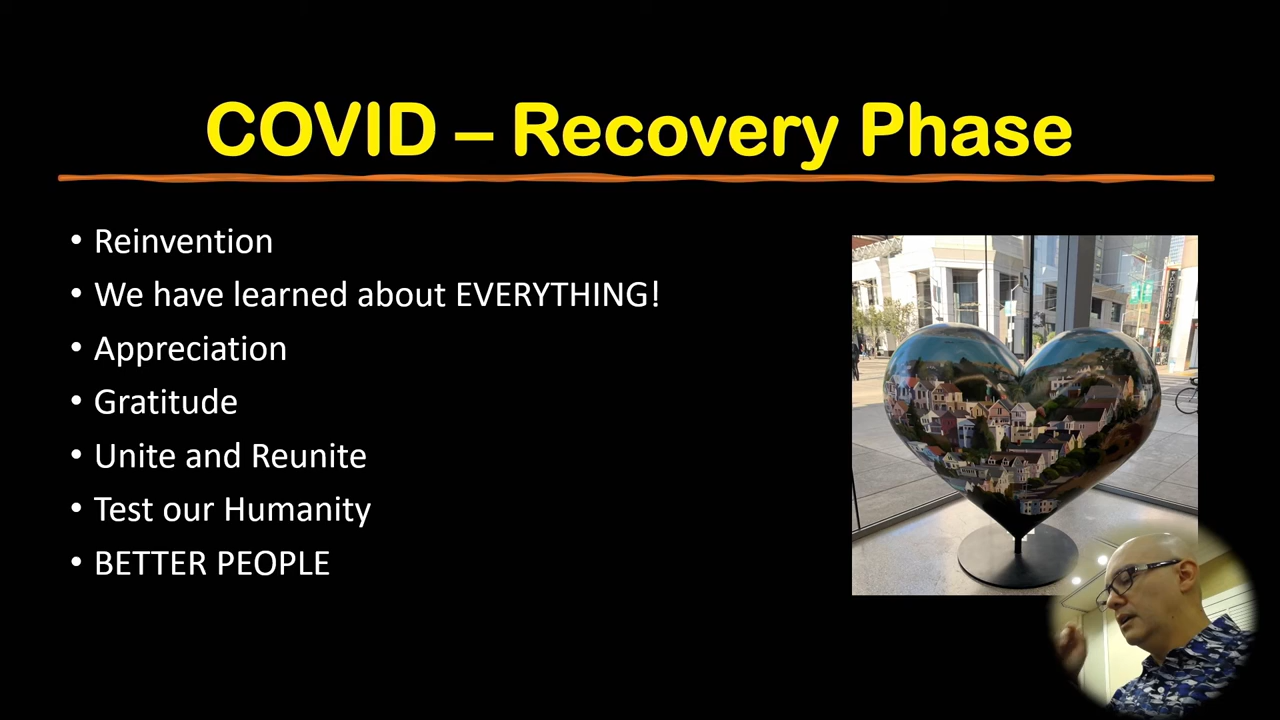 COVID – Recovery Phase
• Reinvention
• We have learned about EVERYTHING!
• Appreciation
• Gratitude
• Unite and Reunite
• Test our Humanity
• BETTER PEOPLE